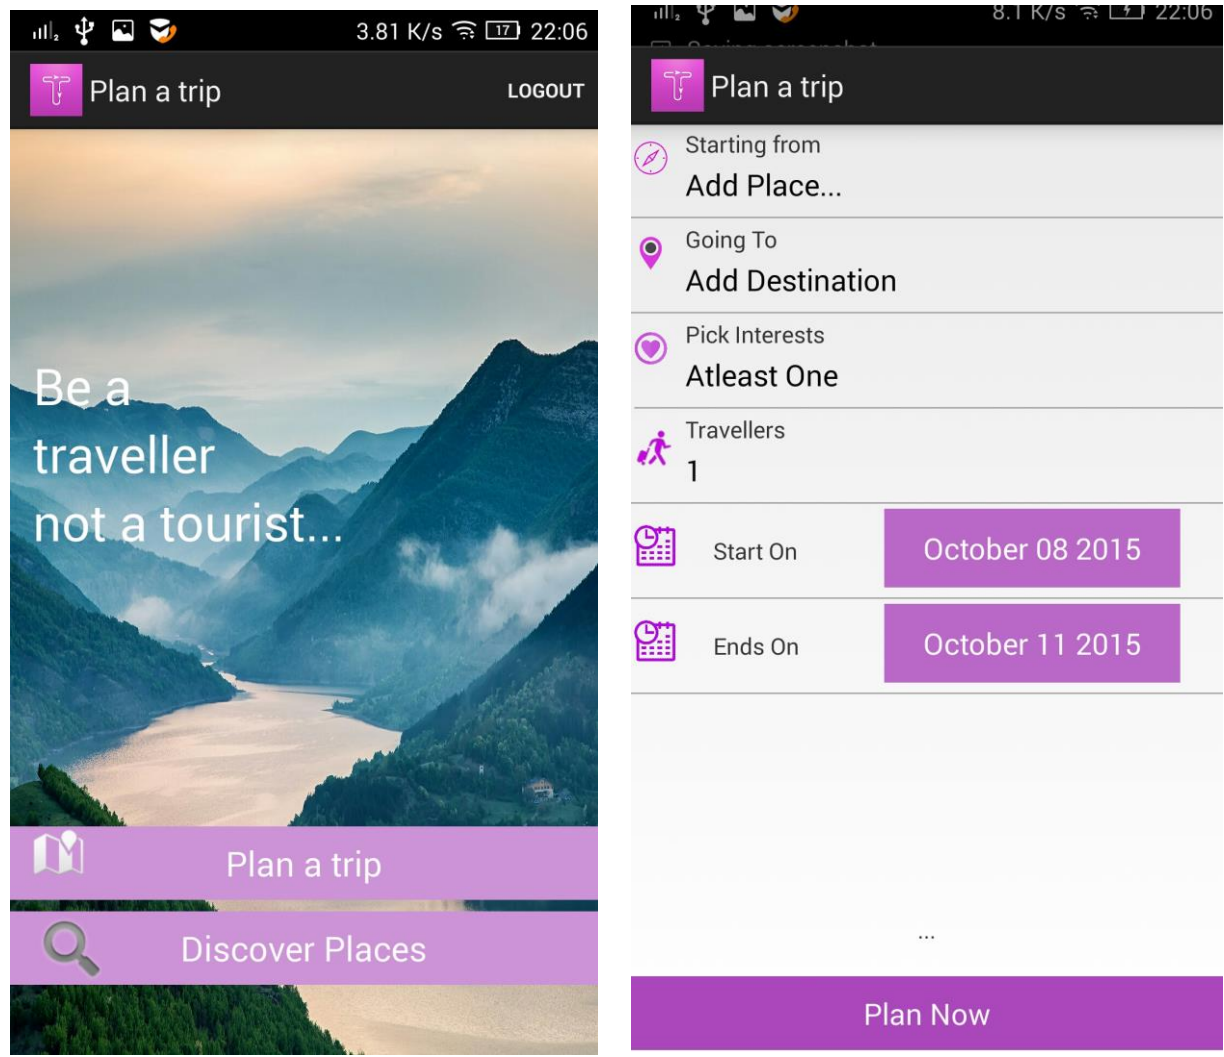 3.81 K/s 17 22:06
Plan a trip
LOGOUT
Be a
traveller
not a tourist...
Plan a trip
Discover Places
8.1 K/s 22:06
Saving screenshot
Plan a trip
Starting from
Add Place...
Going To
Add Destination
Pick Interests
Atleast One
Travellers
1
Start On
October 08 2015
Ends On
October 11 2015
...
Plan Now